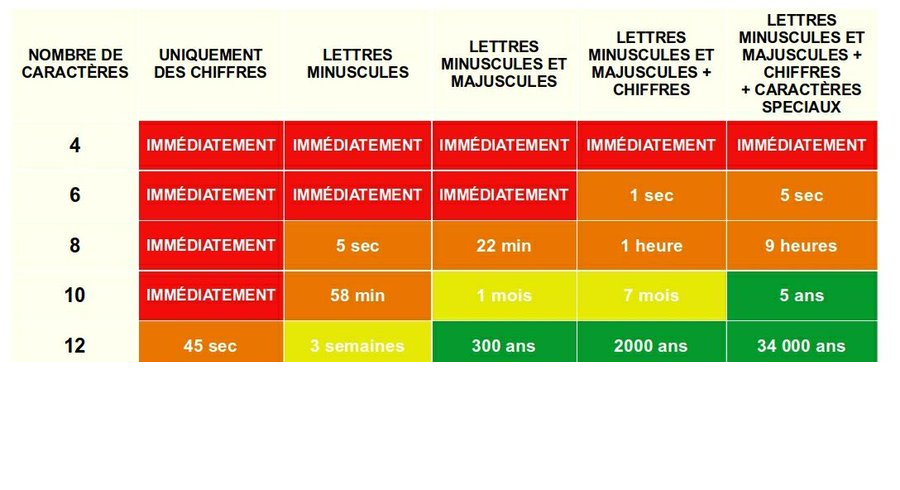 NOMBRE DE
CARACTÈRES
UNIQUEMENT
DES CHIFFRES
LETTRES
MINUSCULES
LETTRES
MINUSCULES ET
MAJUSCULES
LETTRES
MINUSCULES ET
MAJUSCULES +
CHIFFRES
LETTRES
MINUSCULES ET
MAJUSCULES +
CHIFFRES
+ CARACTÈRES
SPECIAUX
4 IMMÉDIATEMENT IMMÉDIATEMENT IMMÉDIATEMENT IMMÉDIATEMENT IMMÉDIATEMENT
6 IMMÉDIATEMENT IMMÉDIATEMENT IMMÉDIATEMENT 1 sec 5 sec
8 IMMÉDIATEMENT 5 sec 22 min 1 heure 9 heures
10 IMMÉDIATEMENT 58 min 1 mois 7 mois 5 ans
12 45 sec 3 semaines 300 ans 2000 ans 34 000 ans